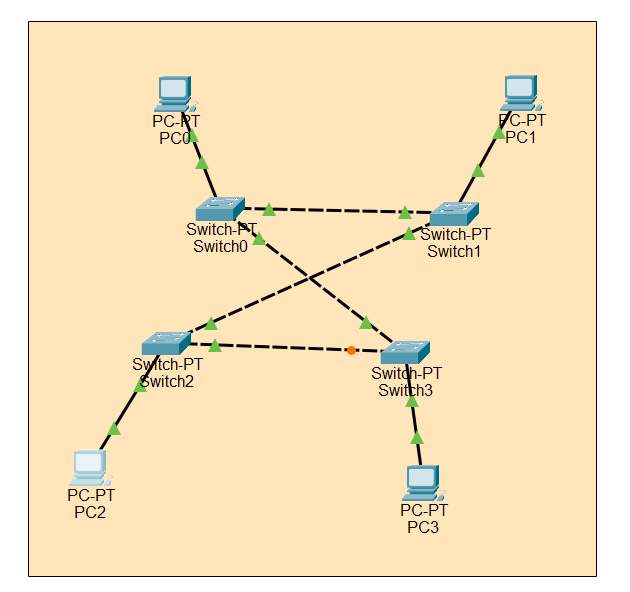 PC-PT
PC0
PC-PT
PC1
Switch-PT
Switch0
Switch-PT
Switch1
Switch-PT
Switch2
Switch-PT
Switch3
PC-PT
PC2
PC-PT
PC3